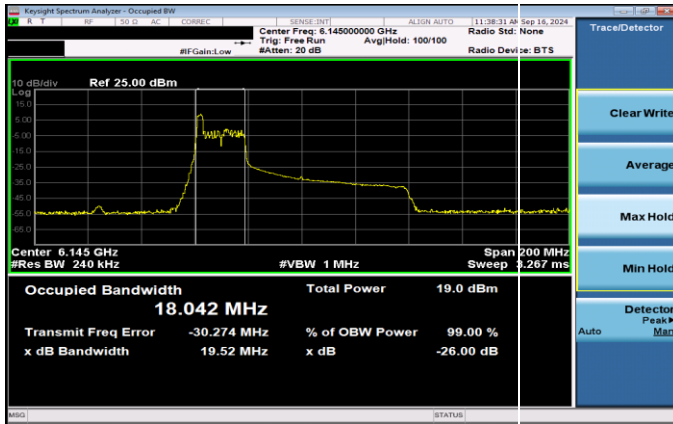 Keysight Spectrum Analyzer - Occupied BW
R T RF 50 Ω AC CORREC SENSE:INT ALIGN AUTO 11:38:31 AM Sep 16, 2024
Center Freq: 6.145000000 GHz Radio Std: None
Trig: Free Run Avg|Hold: 100/100
#IFGain:Low #Atten: 20 dB Radio Device: BTS
Trace/Detector
10 dB/div Ref 25.00 dBm
Log
15.0
5.00
-5.00
-15.0
-25.0
-35.0
-45.0
-55.0
-65.0
Center 6.145 GHz Span 200 MHz
#Res BW 240 kHz #VBW 1 MHz Sweep 3.267 ms
Occupied Bandwidth Total Power 19.0 dBm
18.042 MHz
Transmit Freq Error -30.274 MHz % of OBW Power 99.00 %
x dB Bandwidth 19.52 MHz x dB -26.00 dB
Clear Write
Average
Max Hold
Min Hold
Detector
Peak
Auto Man
MSG STATUS